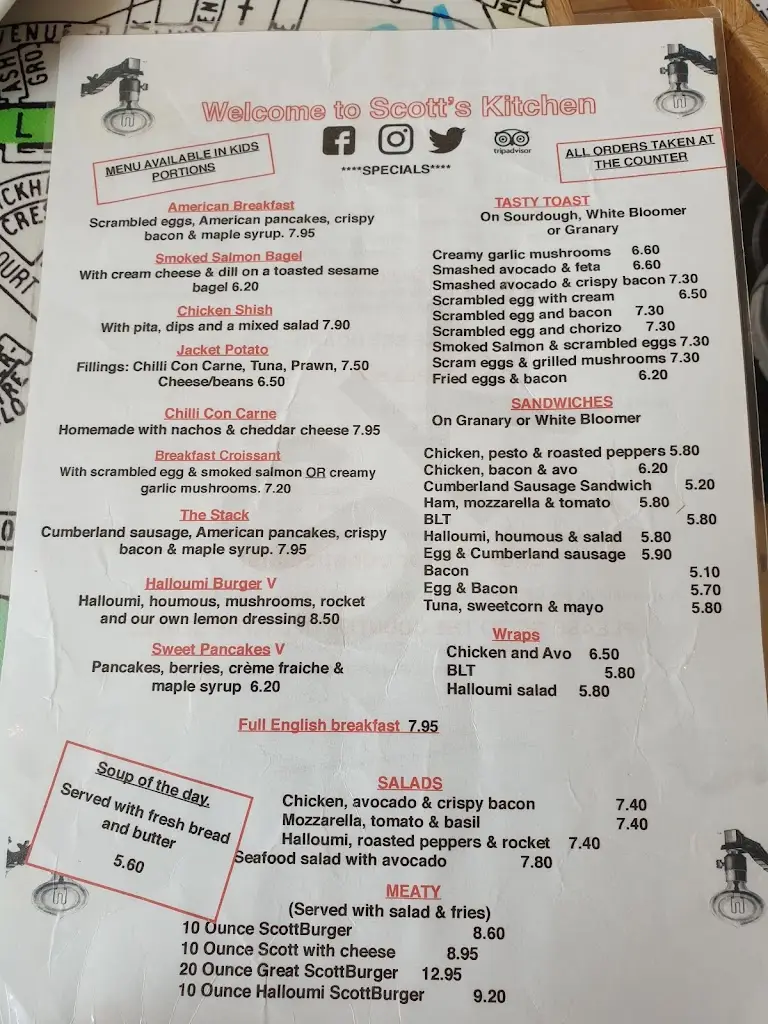 Welcome to Scott's Kitchen
MENU AVAILABLE IN KIDS
PORTIONS
tripadvisor
ALL ORDERS TAKEN AT
THE COUNTER
****SPECIALS****
American Breakfast
Scrambled eggs, American pancakes, crispy
bacon & maple syrup. 7.95
Smoked Salmon Bagel
With cream cheese & dill on a toasted sesame
bagel 6.20
Chicken Shish
With pita, dips and a mixed salad 7.90
Jacket Potato
Fillings: Chilli Con Carne, Tuna, Prawn, 7.50
Cheese/beans 6.50
Chilli Con Carne
Homemade with nachos & cheddar cheese 7.95
Breakfast Croissant
With scrambled egg & smoked salmon OR creamy
garlic mushrooms. 7.20
The Stack
Cumberland sausage, American pancakes, crispy
bacon & maple syrup. 7.95
Halloumi Burger V
Halloumi, houmous, mushrooms, rocket
and our own lemon dressing 8.50
Sweet Pancakes V
Pancakes, berries, crème fraiche &
maple syrup 6.20
TASTY TOAST
On Sourdough, White Bloomer
or Granary
Creamy garlic mushrooms 6.60
Smashed avocado & feta 6.60
Smashed avocado & crispy bacon 7.30
Scrambled egg with cream 6.50
Scrambled egg and bacon 7.30
Scrambled egg and chorizo 7.30
Smoked Salmon & scrambled eggs 7.30
Scram eggs & grilled mushrooms 7.30
Fried eggs & bacon 6.20
SANDWICHES
On Granary or White Bloomer
Chicken, pesto & roasted peppers 5.80
Chicken, bacon & avo 6.20
Cumberland Sausage Sandwich 5.20
Ham, mozzarella & tomato 5.80
BLT 5.80
Halloumi, houmous & salad 5.80
Egg & Cumberland sausage 5.90
Bacon 5.10
Egg & Bacon 5.70
Tuna, sweetcorn & mayo 5.80
Wraps
Chicken and Avo 6.50
BLT 5.80
Halloumi salad 5.80
Full English breakfast 7.95
Soup of the day.
Served with fresh bread
and butter
5.60
SALADS
Chicken, avocado & crispy bacon 7.40
Mozzarella, tomato & basil 7.40
Halloumi, roasted peppers & rocket 7.40
Seafood salad with avocado 7.80
MEATY
(Served with salad & fries)
10 Ounce ScottBurger 8.60
10 Ounce Scott with cheese 8.95
20 Ounce Great ScottBurger 12.95
10 Ounce Halloumi ScottBurger 9.20